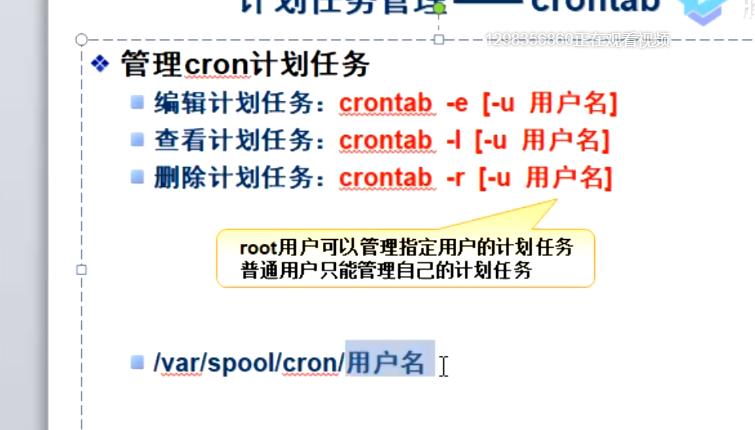 计划任务管理——crontab
1298356860正在观看视频
管理cron计划任务
编辑计划任务：crontab -e [-u 用户名]
查看计划任务：crontab -l [-u 用户名]
删除计划任务：crontab -r [-u 用户名]
root用户可以管理指定用户的计划任务
普通用户只能管理自己的计划任务
/var/spool/cron/用户名